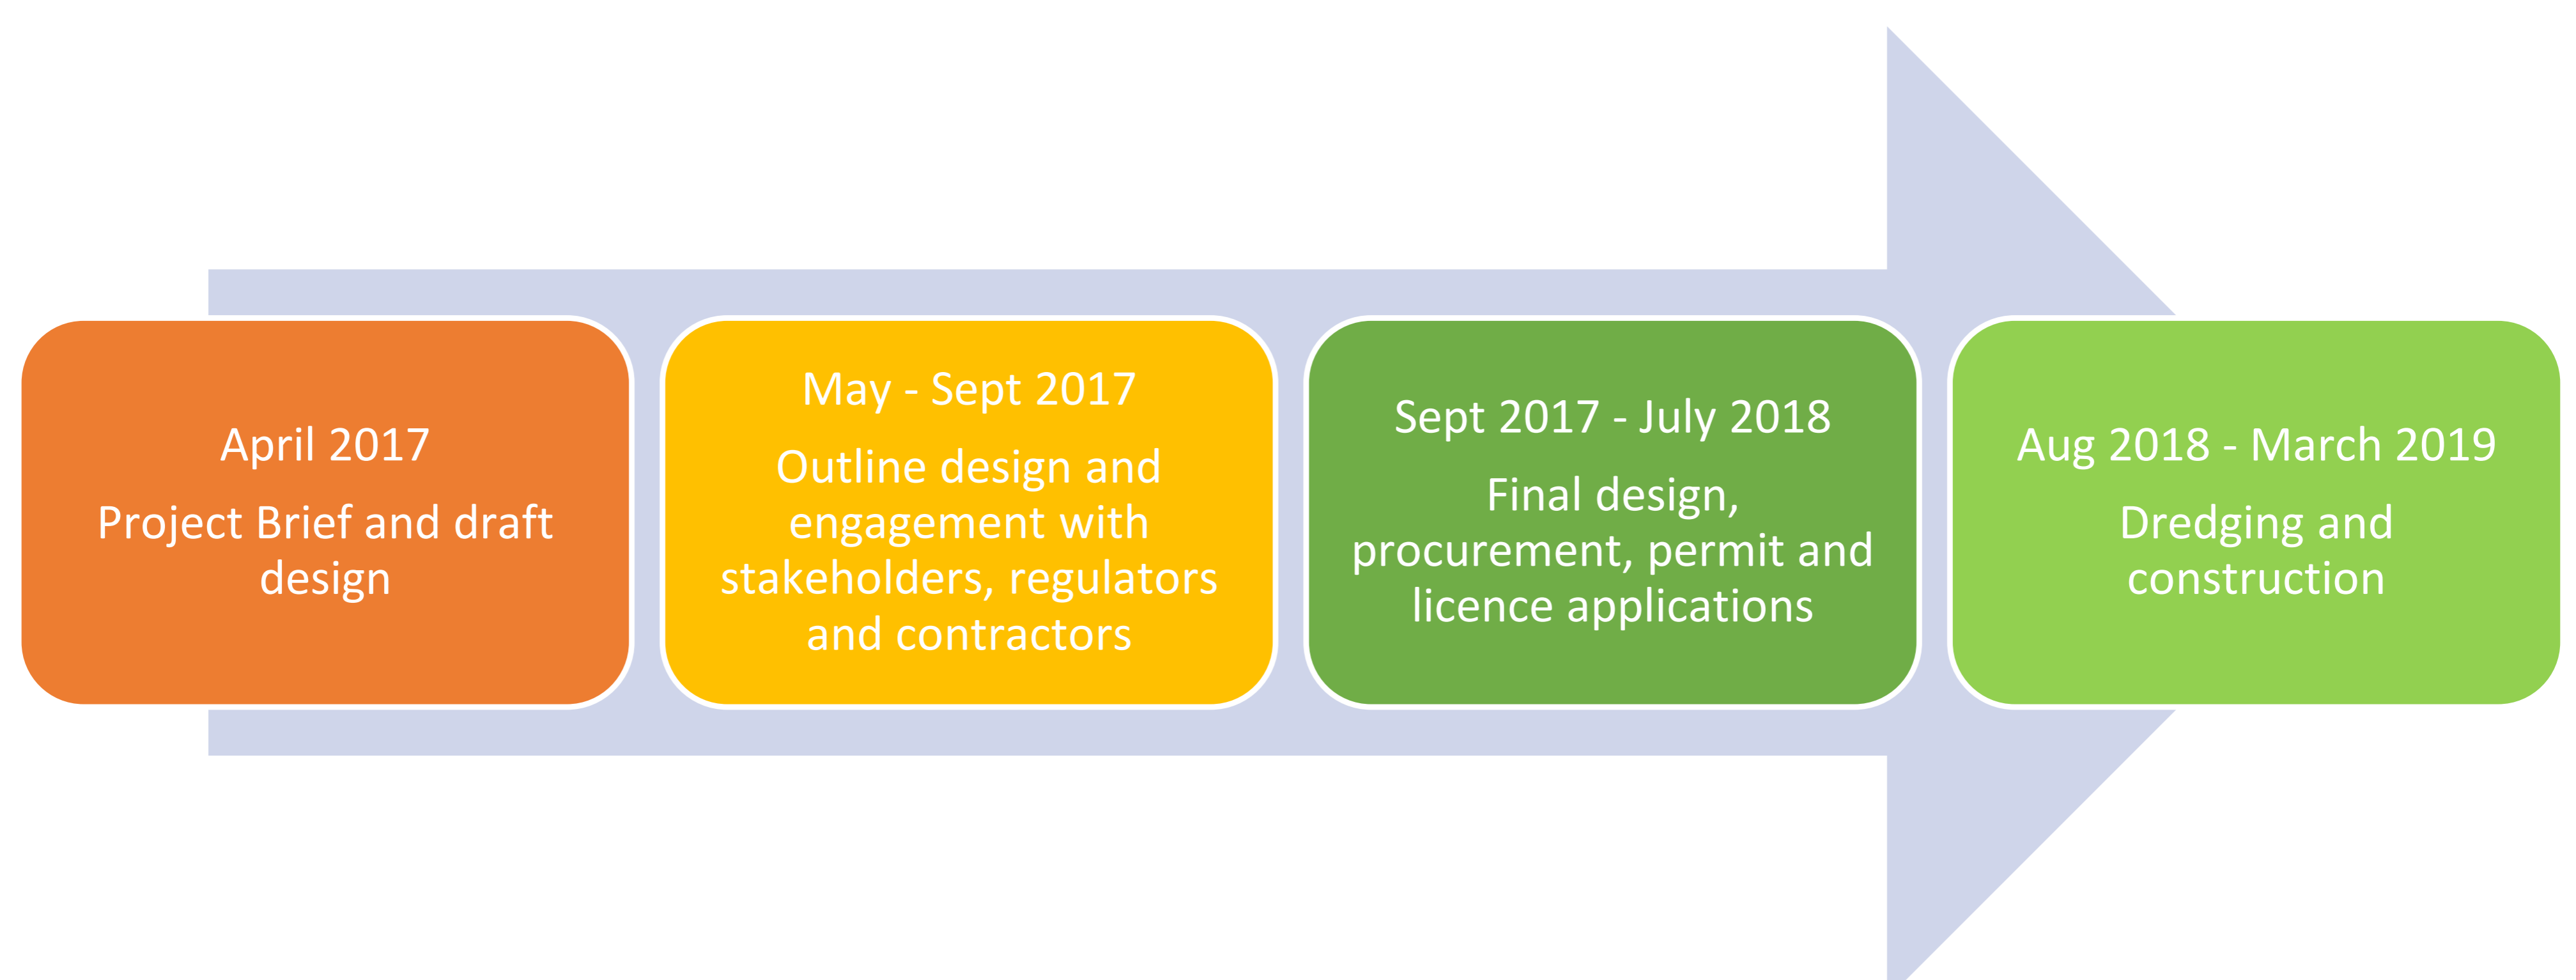 April 2017
Project Brief and draft
design
May - Sept 2017
Outline design and
engagement with
stakeholders, regulators
and contractors
Sept 2017 - July 2018
Final design,
procurement, permit and
licence applications
Aug 2018 - March 2019
Dredging and
construction